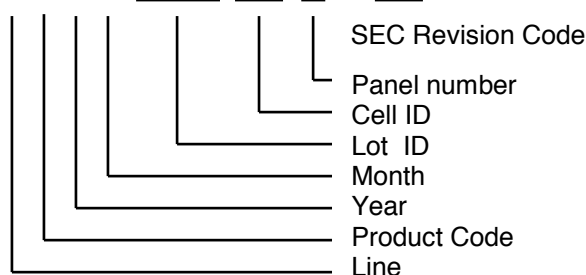 SEC Revision Code
Panel number
Cell ID
Lot ID
Month
Year
Product Code
Line